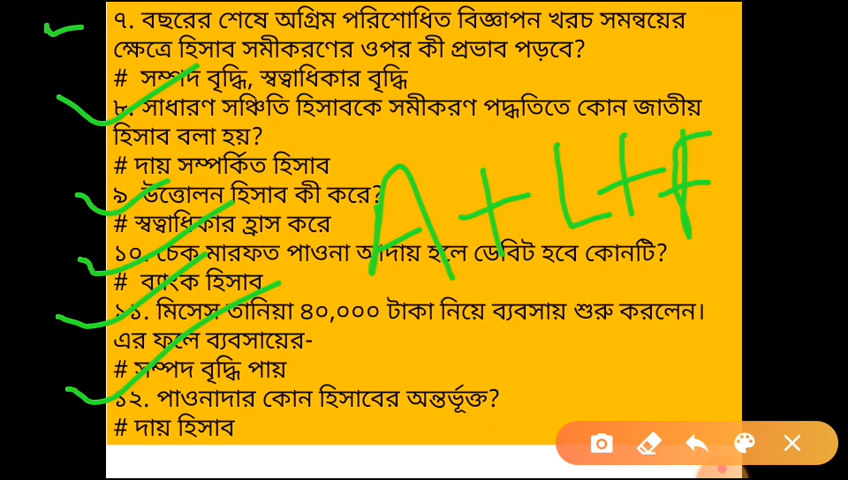 ৭. বছরের শেষে অগ্রিম পরিশোধিত বিজ্ঞাপন খরচ সমন্বয়ের
ক্ষেত্রে হিসাব সমীকরণের ওপর কী প্রভাব পড়বে?
# সম্পদ বৃদ্ধি, স্বত্বাধিকার বৃদ্ধি
৮. সাধারণ সঞ্চিতি হিসাবকে সমীকরণ পদ্ধতিতে কোন জাতীয়
হিসাব বলা হয়?
# দায় সম্পর্কিত হিসাব
৯ উত্তোলন হিসাব কী করে?
# স্বত্বাধিকার হ্রাস করে
১০. চেক মারফত পাওনা আদায় হলে ডেবিট হবে কোনটি?
# ব্যাংক হিসাব
১১. মিসেস তানিয়া ৪০,০০০ টাকা নিয়ে ব্যবসায় শুরু করলেন।
এর ফলে ব্যবসায়ের-
# সম্পদ বৃদ্ধি পায়
১২. পাওনাদার কোন হিসাবের অন্তর্ভূক্ত?
# দায় হিসাব
A + L + E